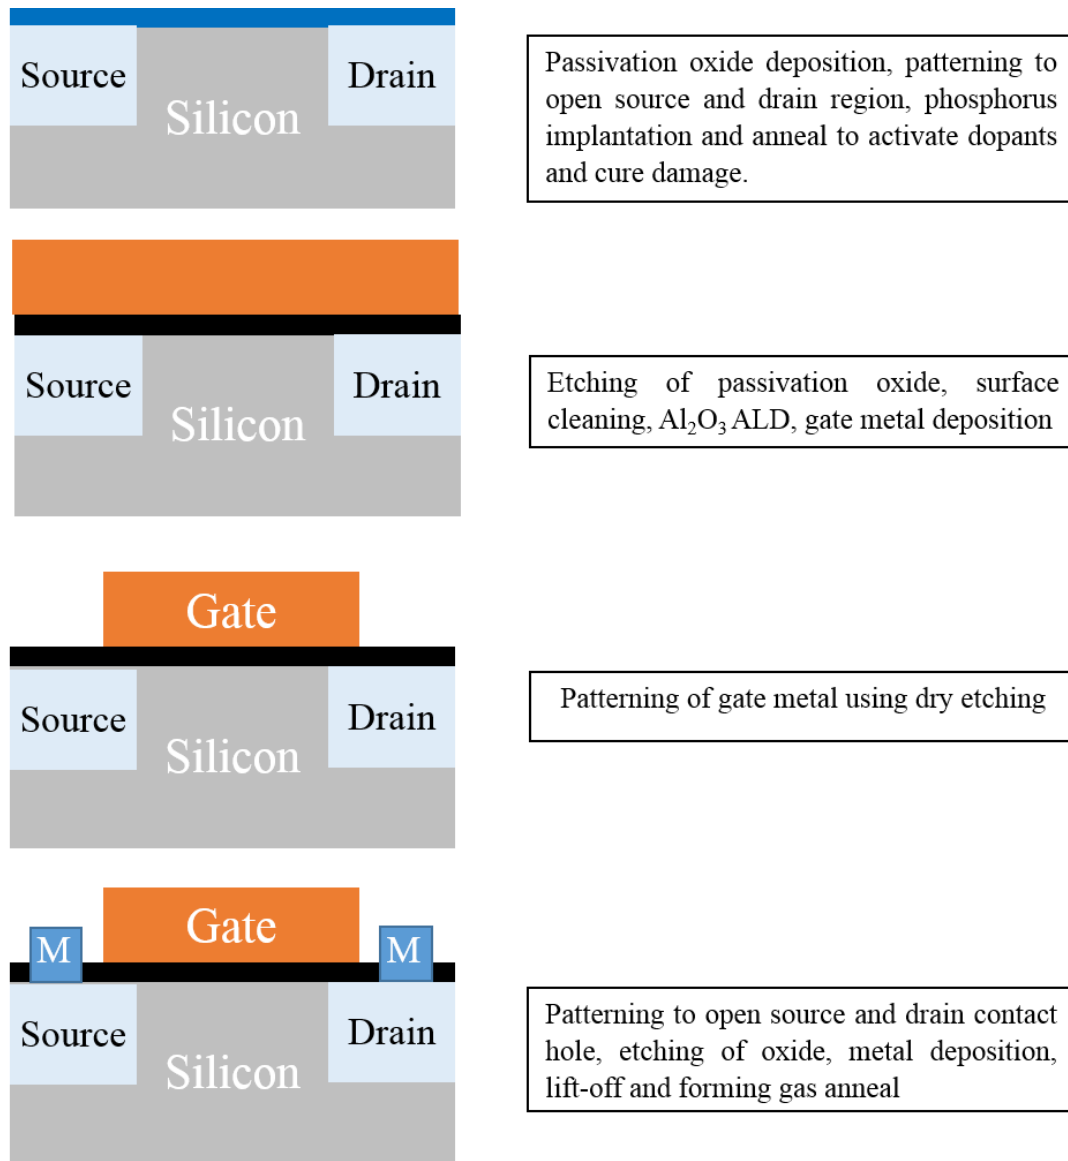 Source
Drain
Silicon
Passivation oxide deposition, patterning to
open source and drain region, phosphorus
implantation and anneal to activate dopants
and cure damage.
Source
Drain
Silicon
Etching of passivation oxide, surface
cleaning, Al₂O₃ ALD, gate metal deposition
Gate
Source
Drain
Silicon
Patterning of gate metal using dry etching
Gate
M
M
Source
Drain
Silicon
Patterning to open source and drain contact
hole, etching of oxide, metal deposition,
lift-off and forming gas anneal